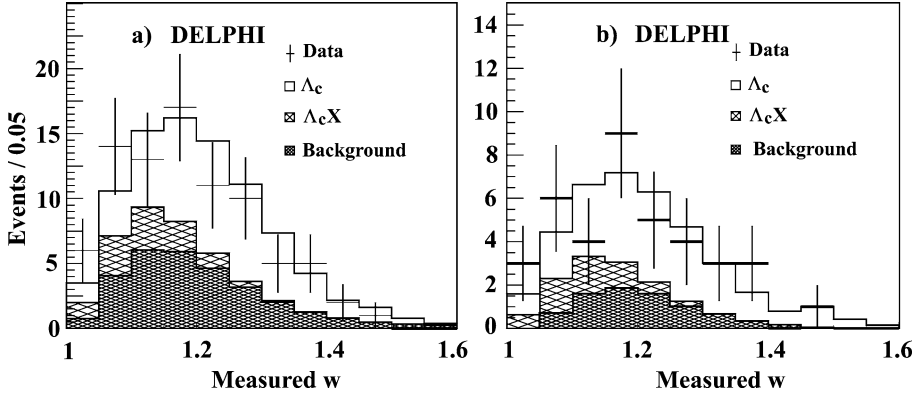 a) DELPHI
Events / 0.05
20
15
10
5
0
Data
Λc
ΛcX
Background
1
1.2
1.4
1.6
Measured w
b) DELPHI
14
12
10
8
6
4
2
0
Data
Λc
ΛcX
Background
1
1.2
1.4
1.6
Measured w